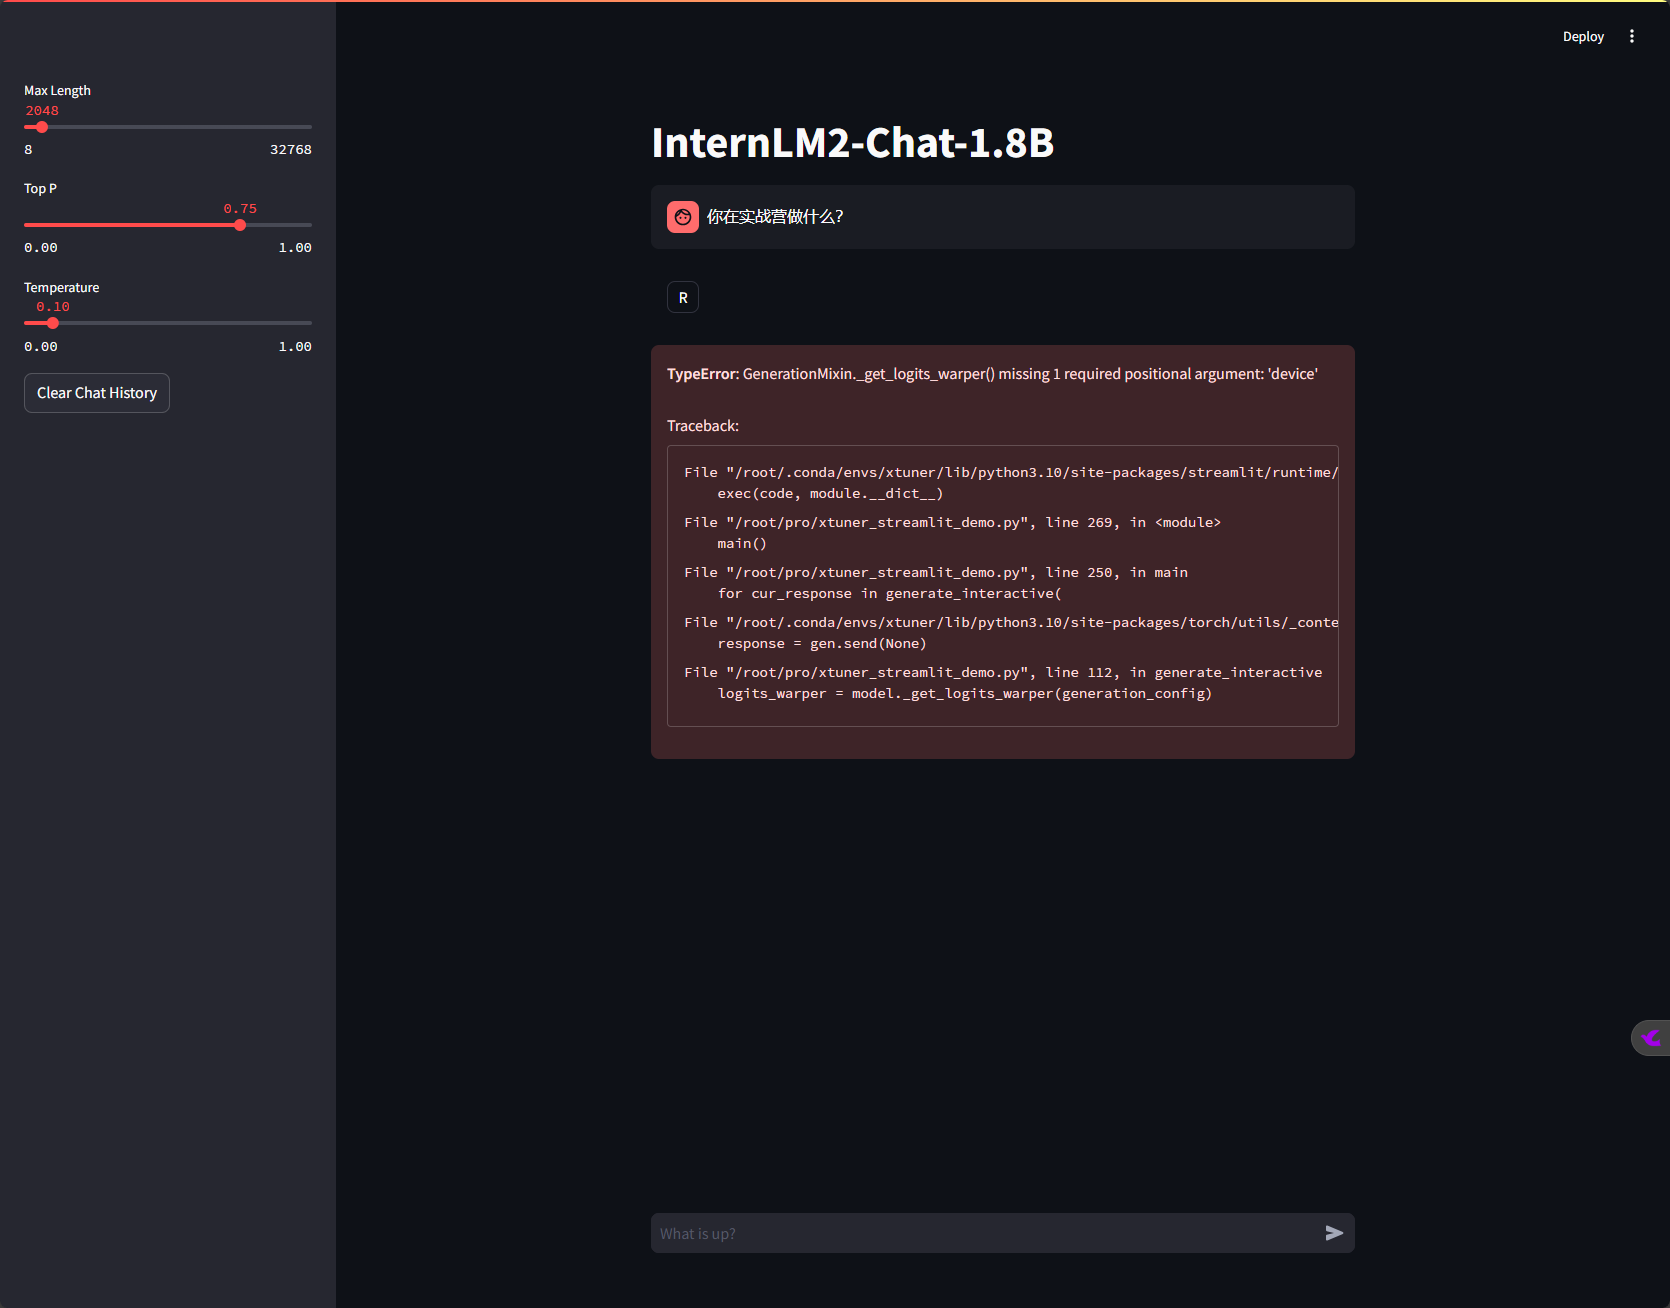 Deploy
Max Length
2048
8 32768
Top P
0.75
0.00 1.00
Temperature
0.10
0.00 1.00
Clear Chat History
InternLM2-Chat-1.8B
你在实战营做什么?
R
TypeError: GenerationMixin._get_logits_warper() missing 1 required positional argument: 'device'
Traceback:
File "/root/.conda/envs/xtuner/lib/python3.10/site-packages/streamlit/runtime/
exec(code, module.__dict__)
File "/root/pro/xtuner_streamlit_demo.py", line 269, in <module>
main()
File "/root/pro/xtuner_streamlit_demo.py", line 250, in main
for cur_response in generate_interactive(
File "/root/.conda/envs/xtuner/lib/python3.10/site-packages/torch/utils/_conte
response = gen.send(None)
File "/root/pro/xtuner_streamlit_demo.py", line 112, in generate_interactive
logits_warper = model._get_logits_warper(generation_config)
What is up?